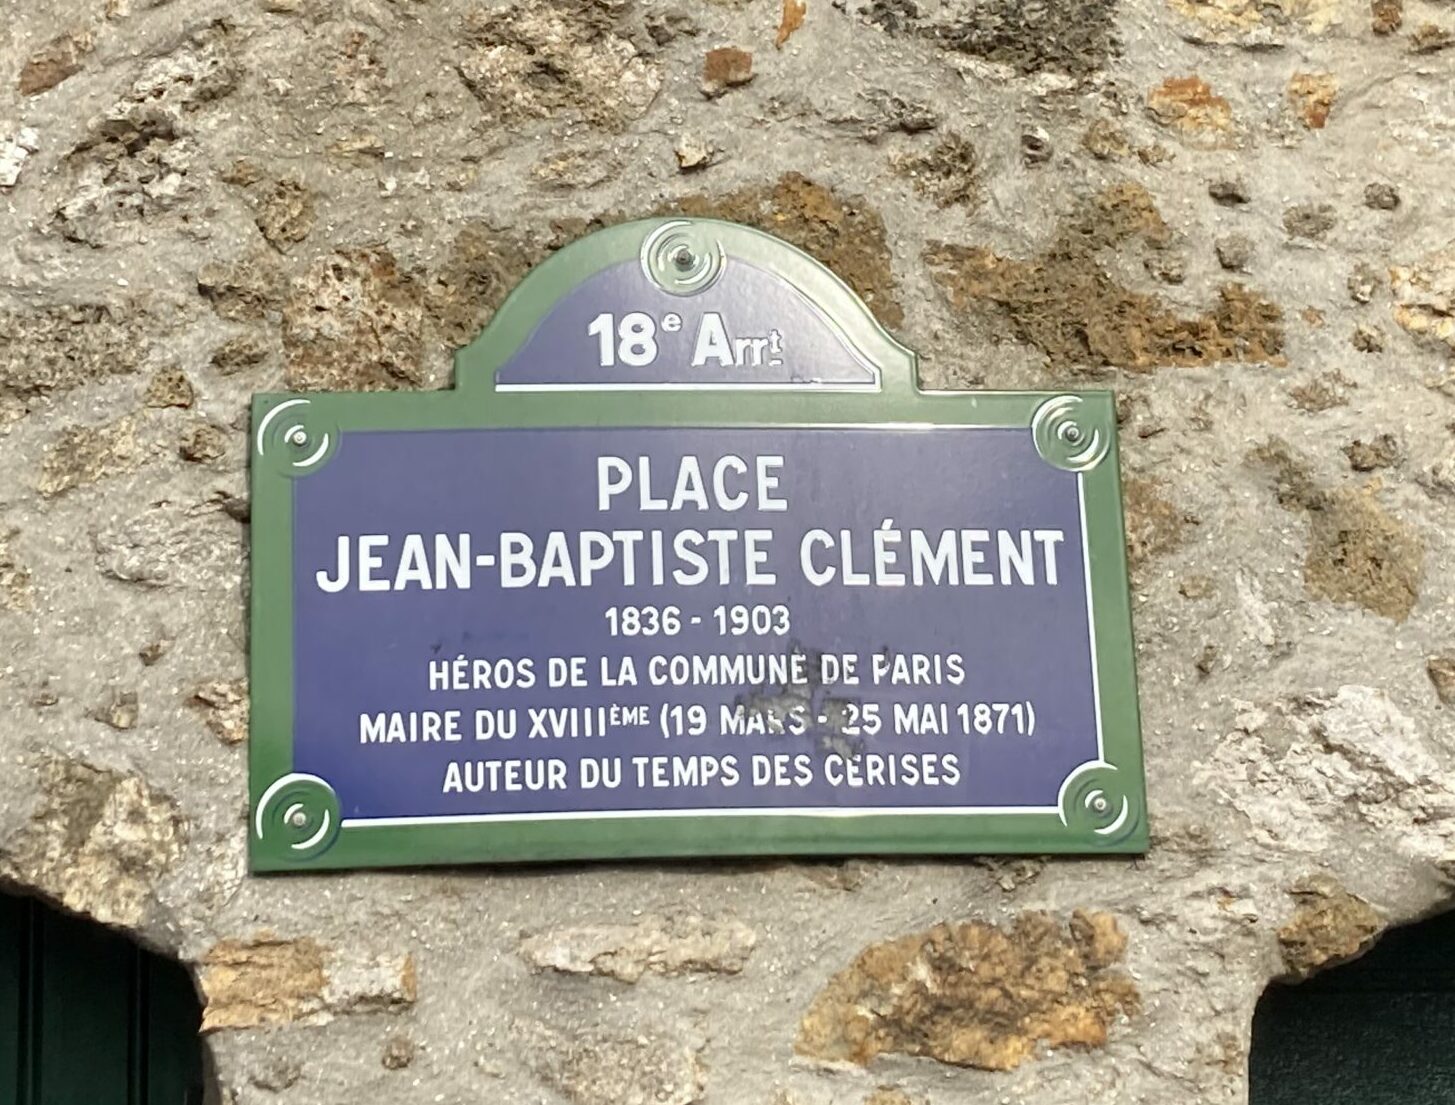 18e Arrt
PLACE
JEAN-BAPTISTE CLÉMENT
1836 - 1903
HÉROS DE LA COMMUNE DE PARIS
MAIRE DU XVIIIÈME (19 MARS - 25 MAI 1871)
AUTEUR DU TEMPS DES CERISES